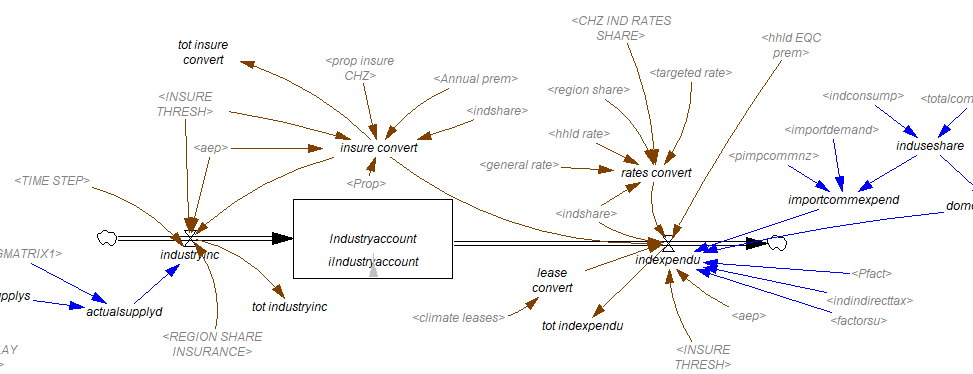 <CHZ IND RATES
SHARE>
<hhld EQC
prem>
tot insure
convert
<prop insure
CHZ>
<Annual prem>
<targeted rate>
<region share>
<INSURE
THRESH>
<indshare>
<indconsump>
<totalcom
<importdemand>
<hhld rate>
<aep>
insure convert
induseshare
<pimpcommnz>
<general rate>
rates convert
<TIME STEP>
<Prop>
importcommexpend
dome
<indshare>
Industryaccount
industryinc
GMATRIX1>
iIndustryaccount
indexpendu
lease
convert
<Pfact>
upplys
actualsupplyd
tot industryinc
<indindirecttax>
<climate leases>
tot indexpendu
<aep>
<factorsu>
<REGION SHARE
INSURANCE>
<INSURE
THRESH>
LAY
>